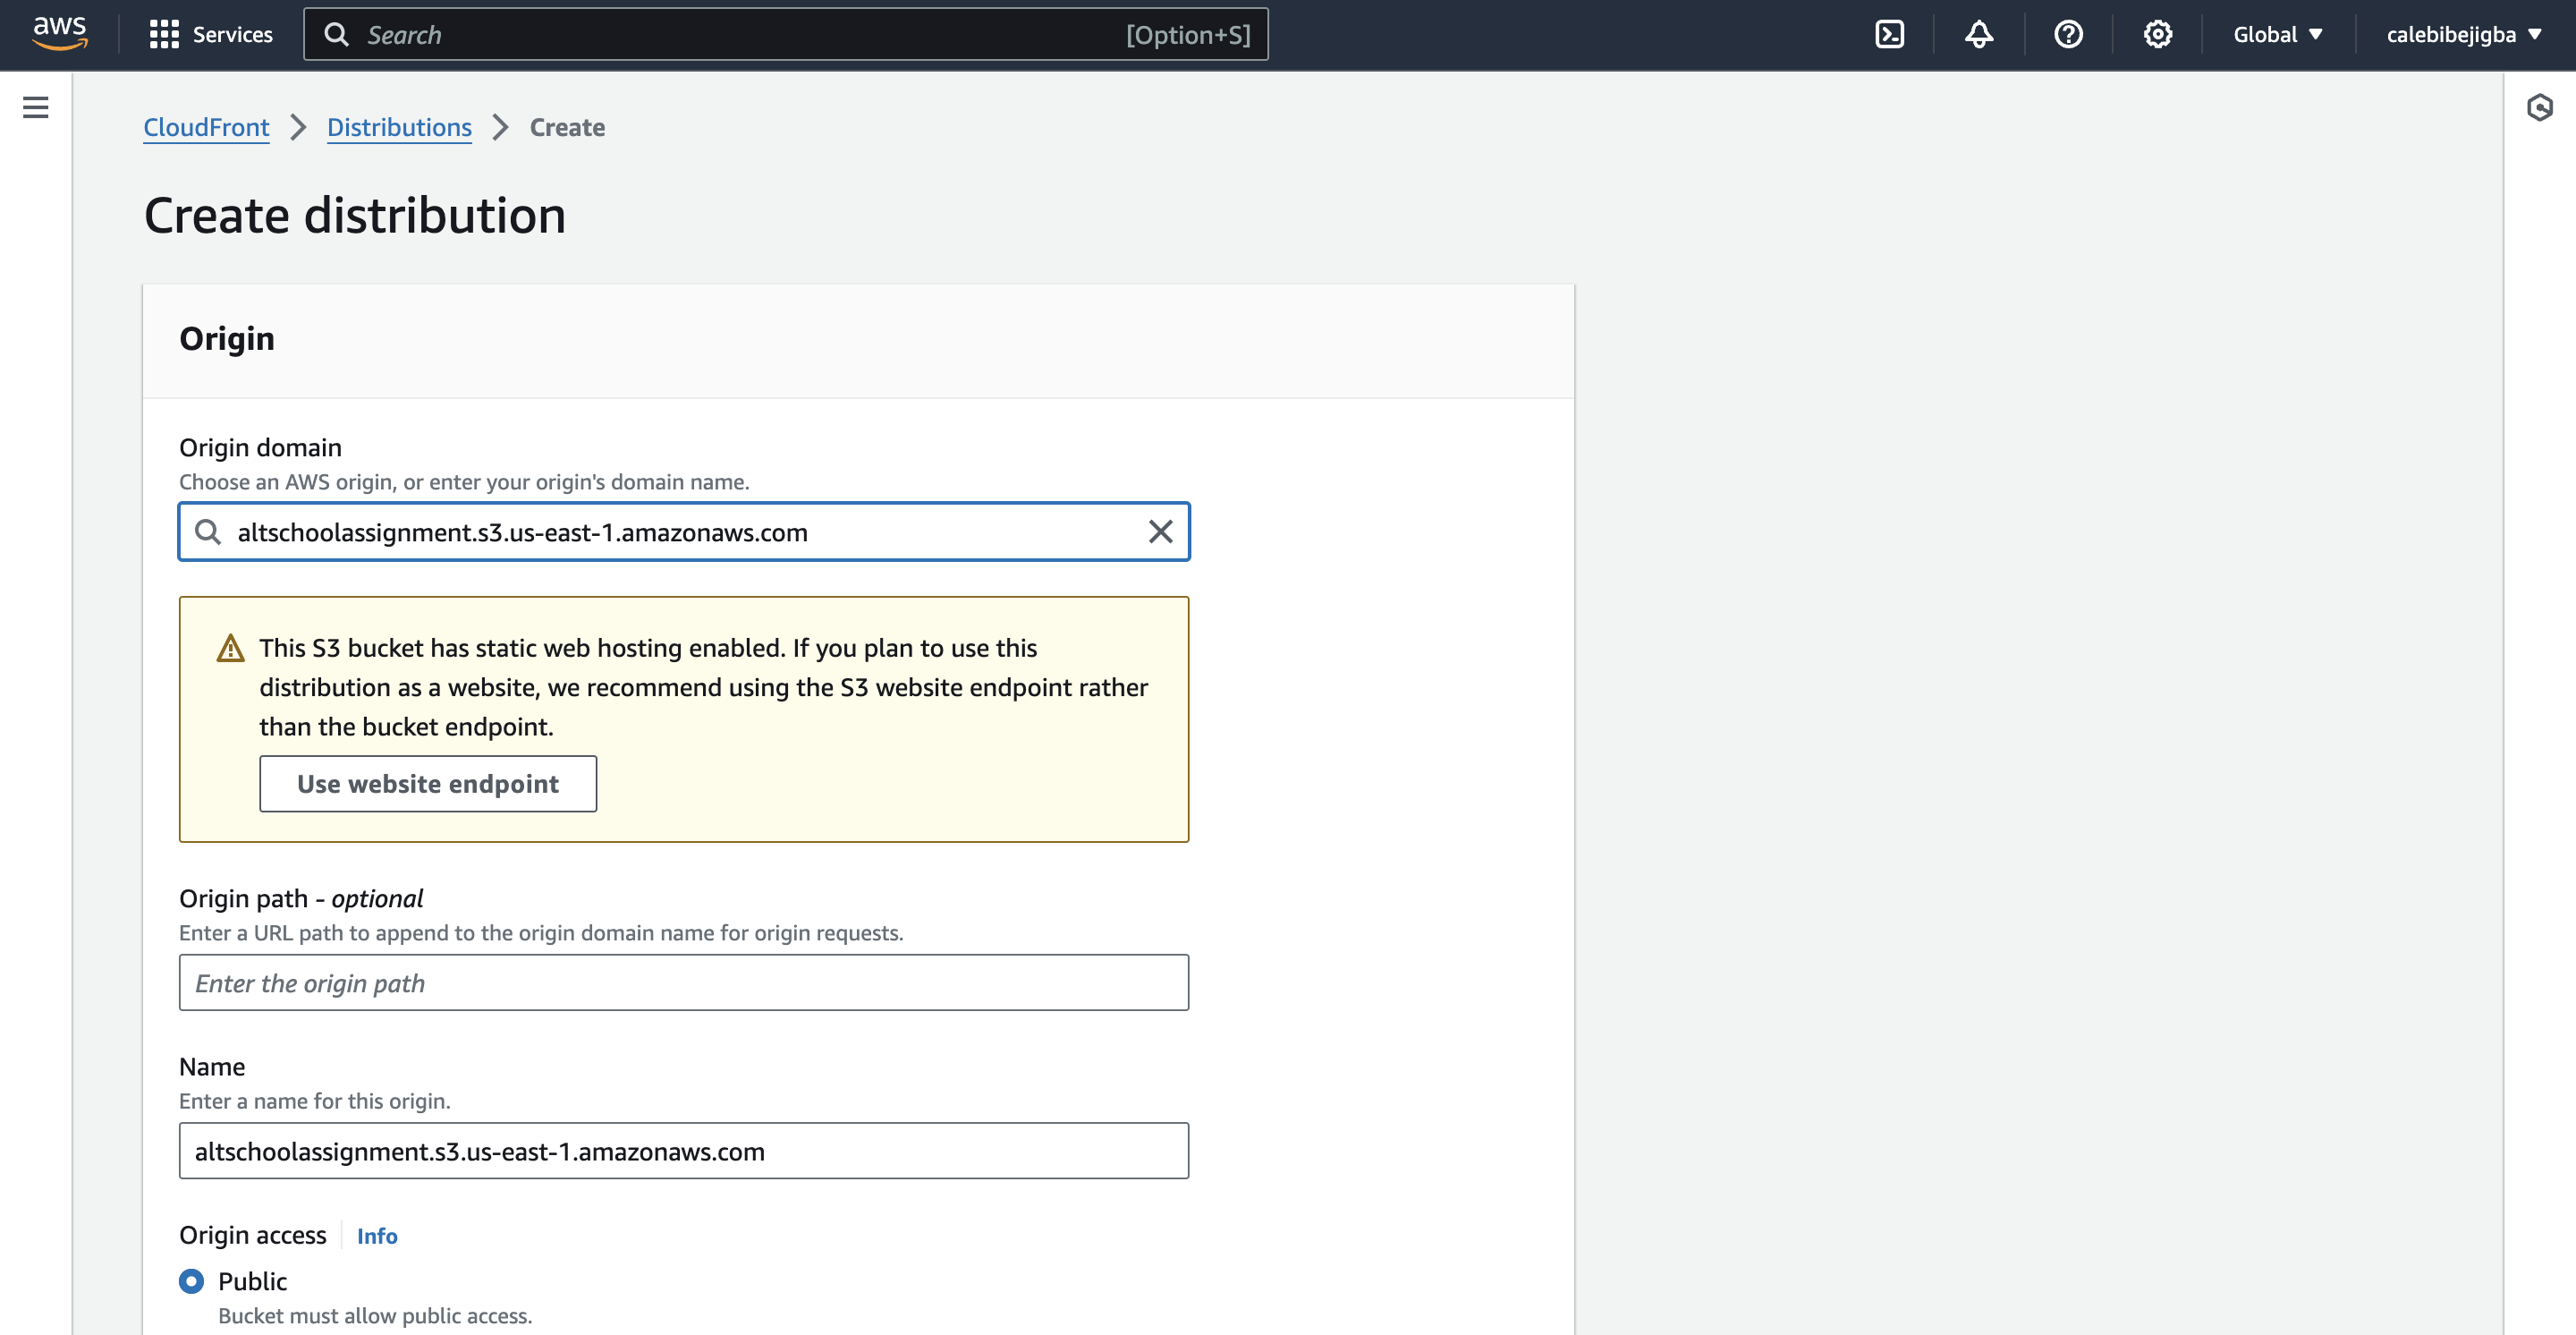 aws
Services
Search
[Option+S]
Global
calebibejigba
CloudFront
Distributions
Create
Create distribution
Origin
Origin domain
Choose an AWS origin, or enter your origin's domain name.
altschoolassignment.s3.us-east-1.amazonaws.com
This S3 bucket has static web hosting enabled. If you plan to use this
distribution as a website, we recommend using the S3 website endpoint rather
than the bucket endpoint.
Use website endpoint
Origin path - optional
Enter a URL path to append to the origin domain name for origin requests.
Enter the origin path
Name
Enter a name for this origin.
altschoolassignment.s3.us-east-1.amazonaws.com
Origin access
Info
Public
Bucket must allow public access.